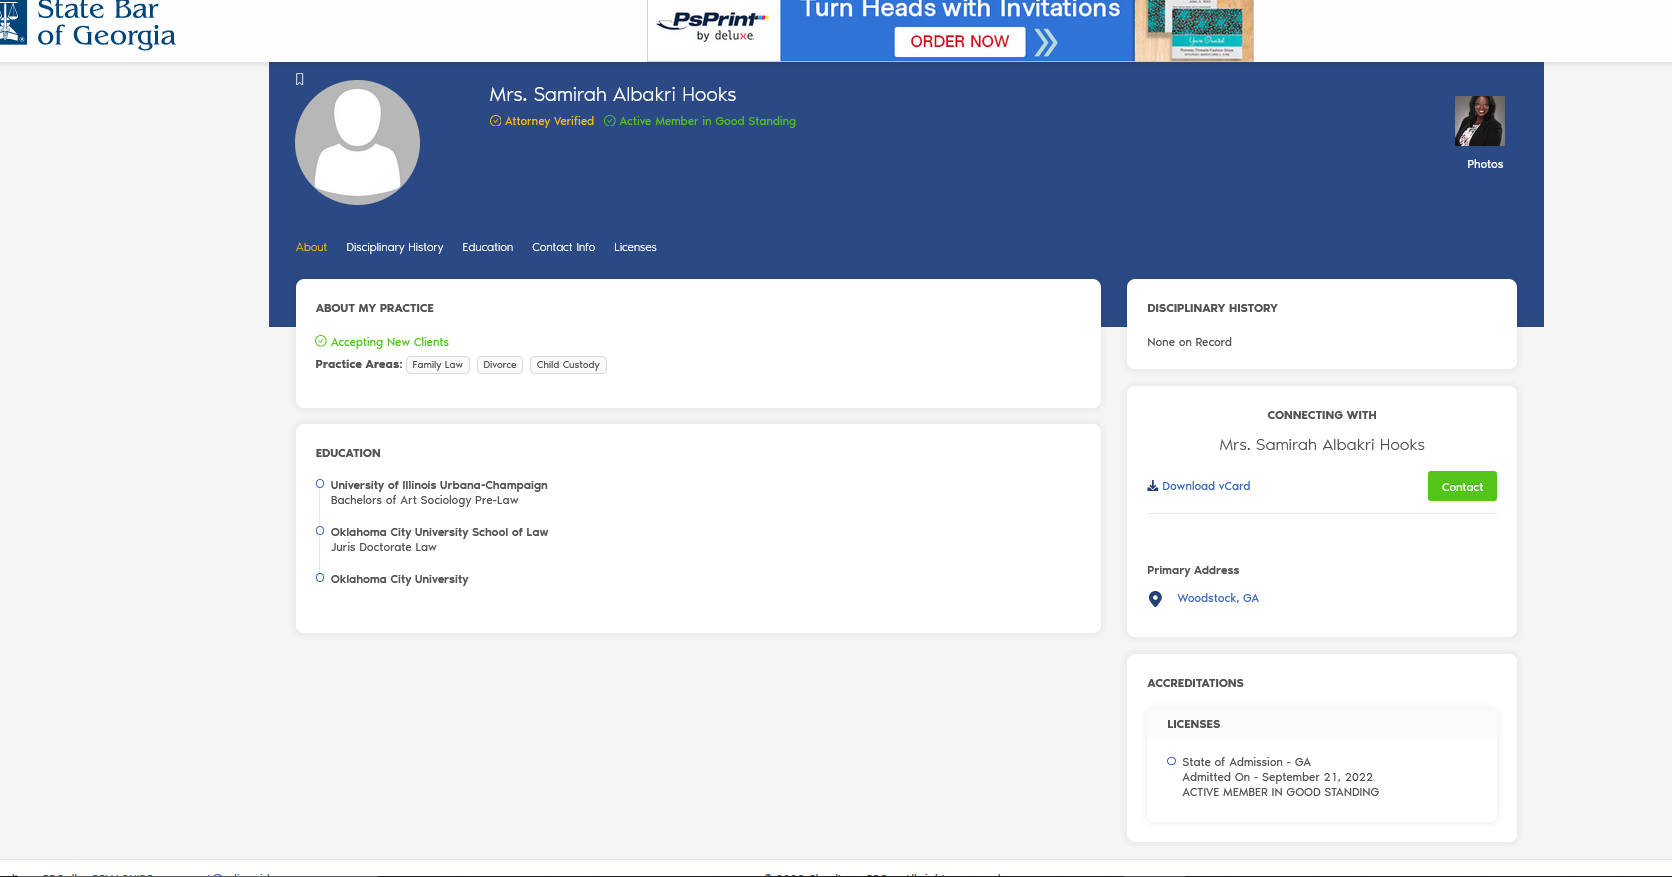 State Bar
of Georgia
PsPrint
by deluxe.
Turn Heads with Invitations
ORDER NOW
Mrs. Samirah Albakri Hooks
Attorney Verified Active Member in Good Standing
Photos
About Disciplinary History Education Contact Info Licenses
ABOUT MY PRACTICE
Accepting New Clients
Practice Areas: Family Law Divorce Child Custody
EDUCATION
University of Illinois Urbana-Champaign
Bachelors of Art Sociology Pre-Law
Oklahoma City University School of Law
Juris Doctorate Law
Oklahoma City University
DISCIPLINARY HISTORY
None on Record
CONNECTING WITH
Mrs. Samirah Albakri Hooks
Download vCard Contact
Primary Address
Woodstock, GA
ACCREDITATIONS
LICENSES
State of Admission - GA
Admitted On - September 21, 2022
ACTIVE MEMBER IN GOOD STANDING